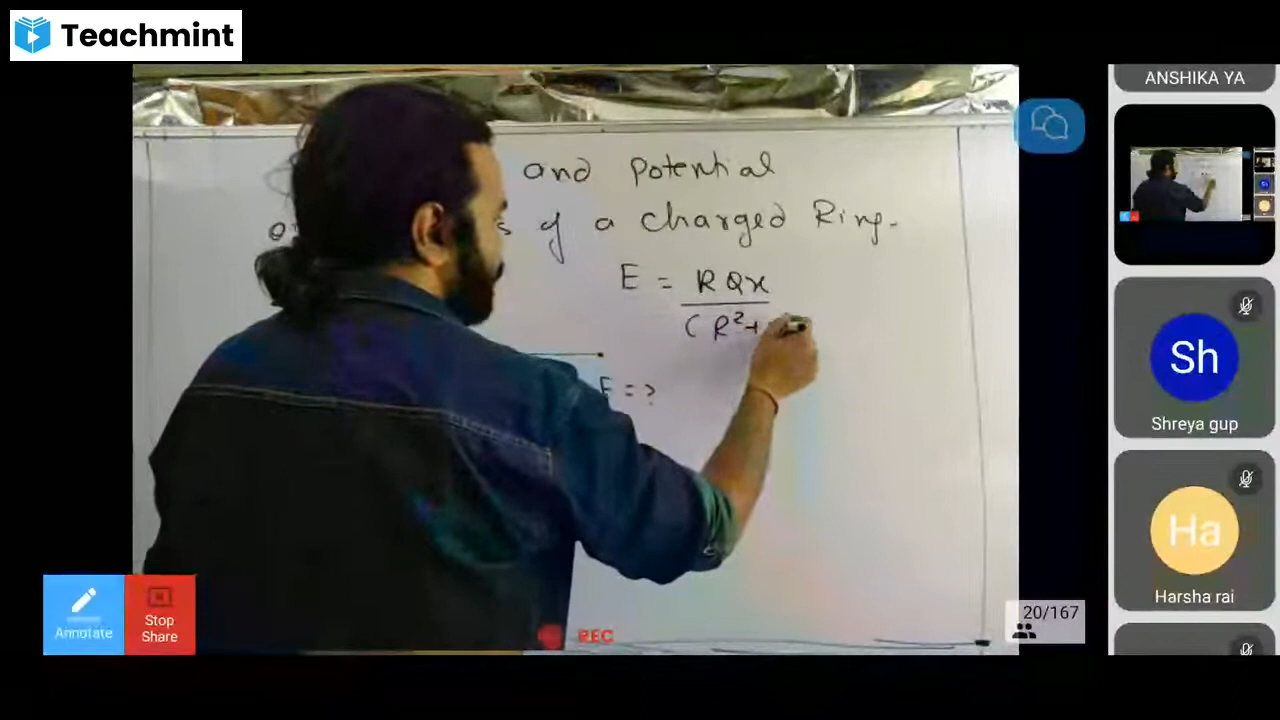 Teachmint
ANSHIKA YA
and potential
of a charged Ring.
E = RQx
(R²+
E = ?
Sh
Shreya gup
Ha
Harsha rai
Annotate
Stop
Share
REC
20/167